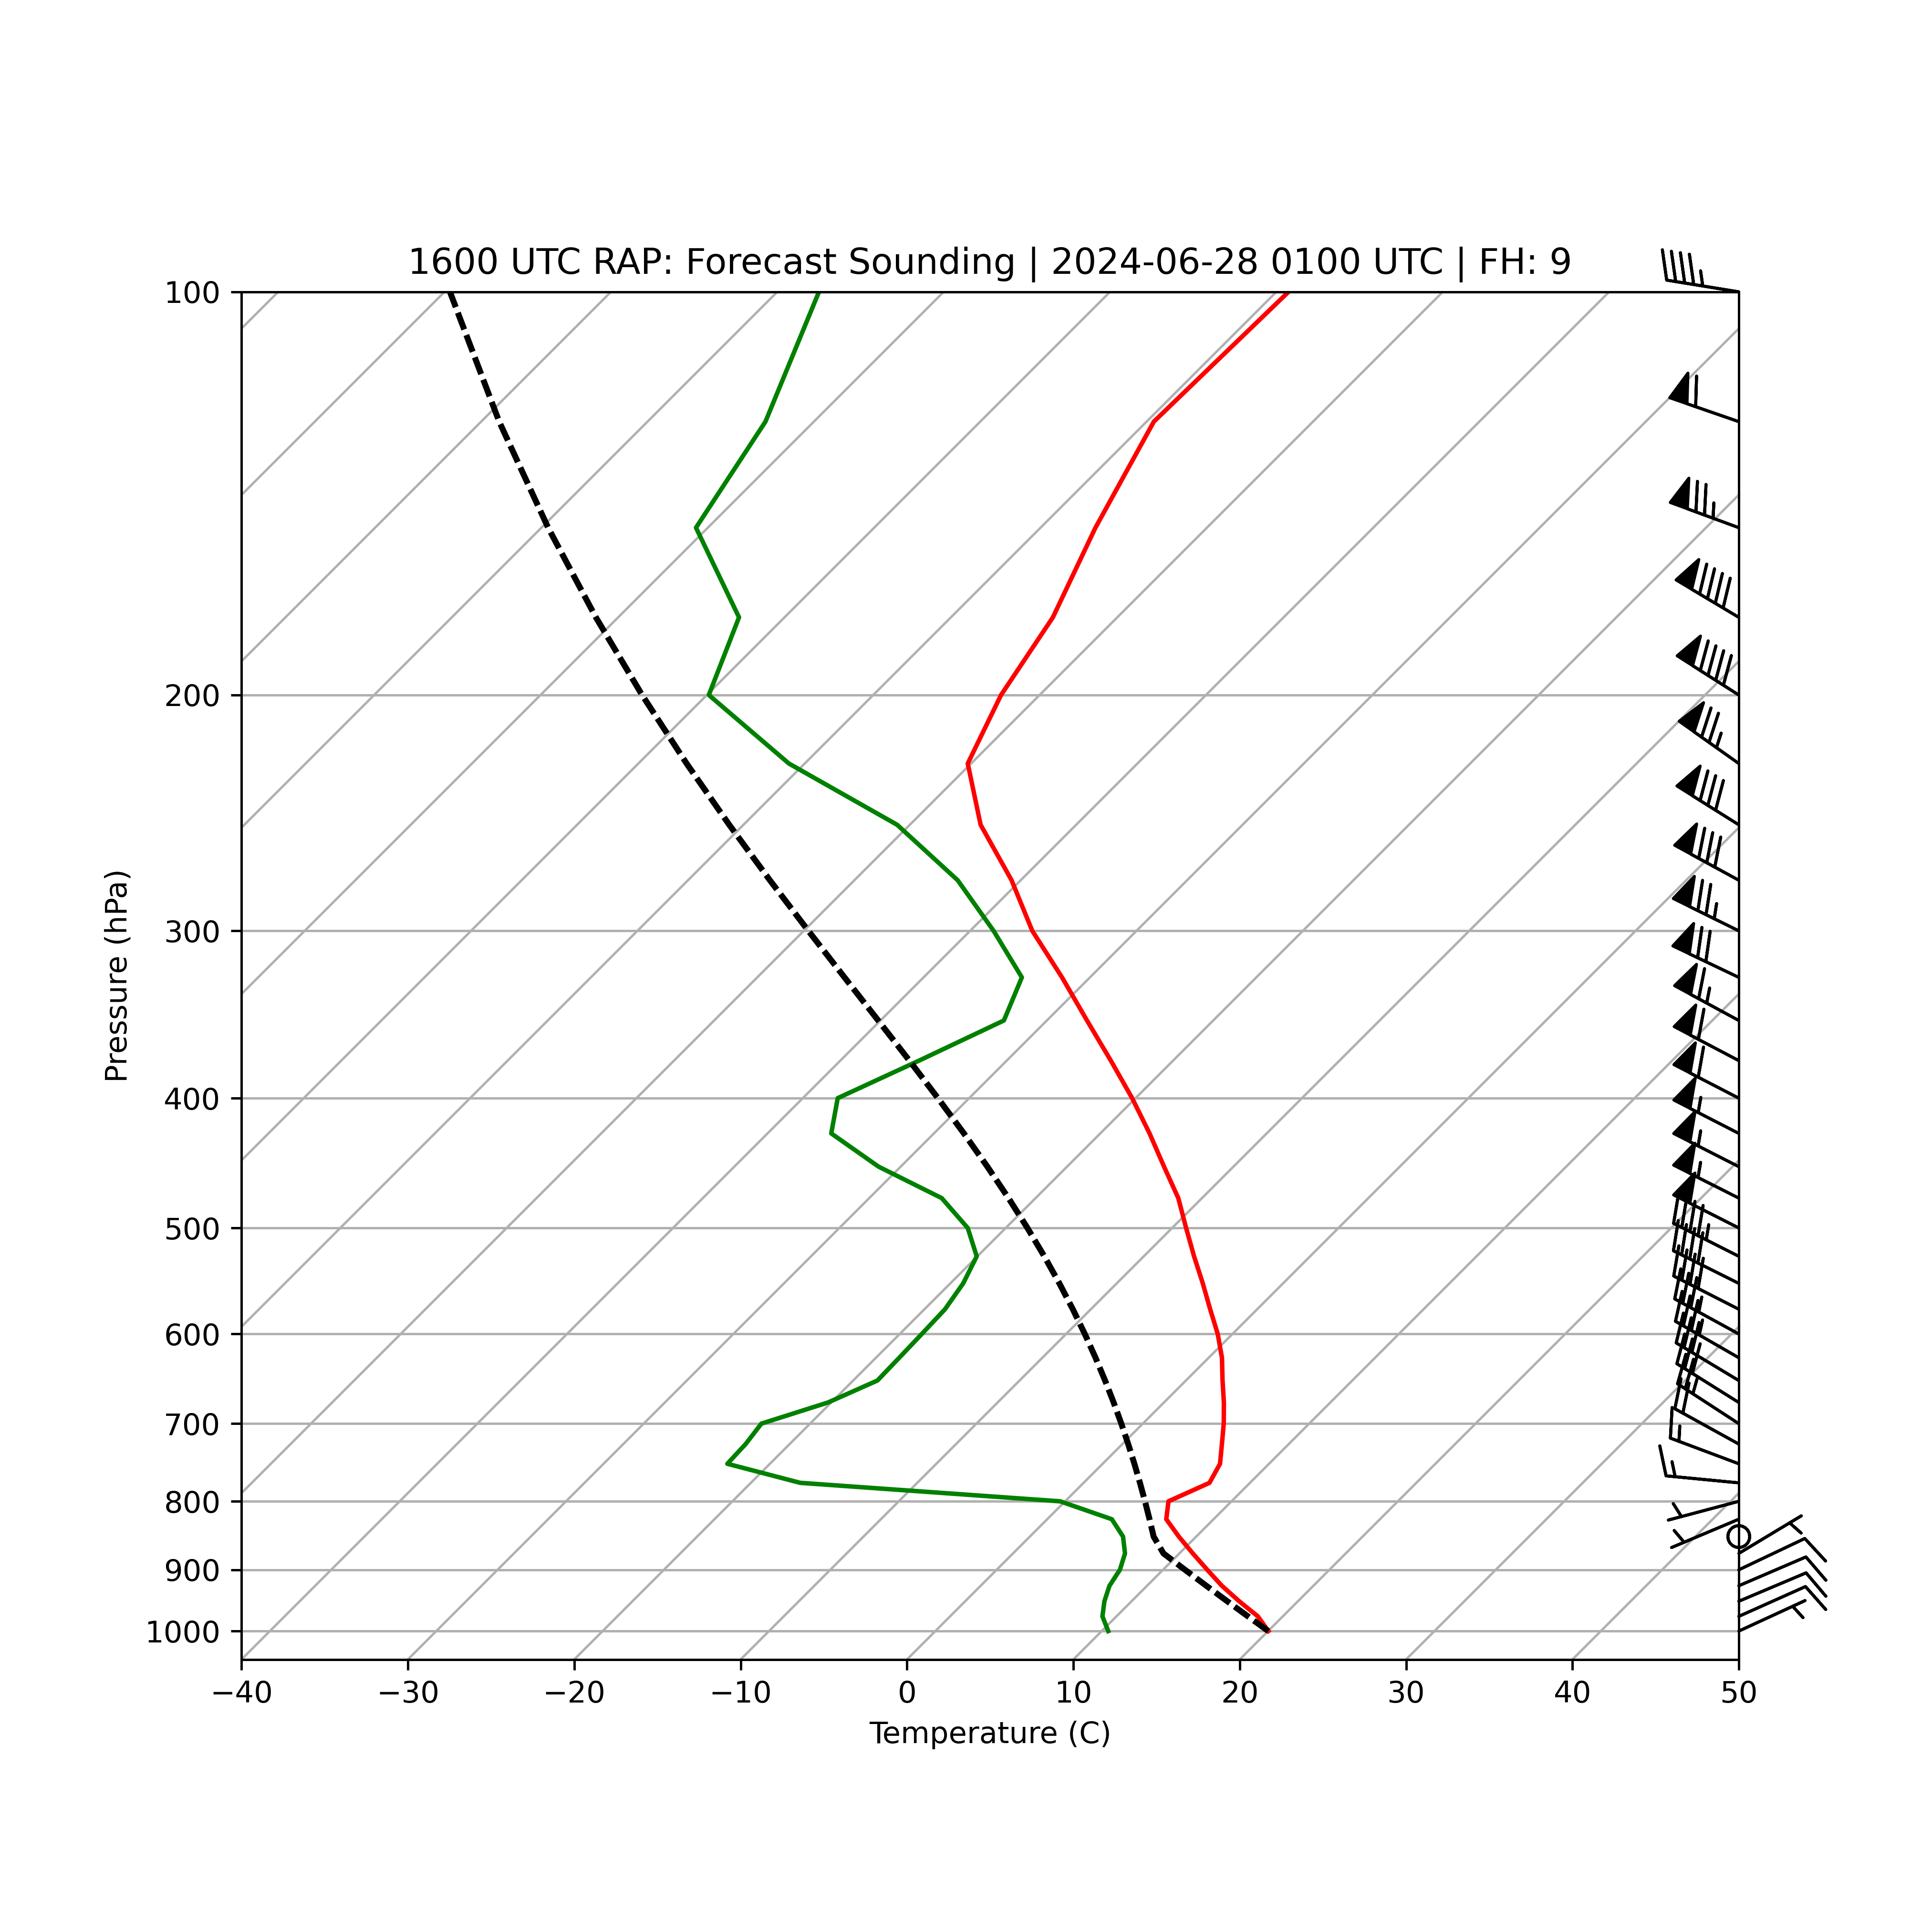 1600 UTC RAP: Forecast Sounding | 2024-06-28 0100 UTC | FH: 9
100
200
300
400
500
600
700
800
900
1000
Pressure (hPa)
−40 −30 −20 −10 0 10 20 30 40 50
Temperature (C)